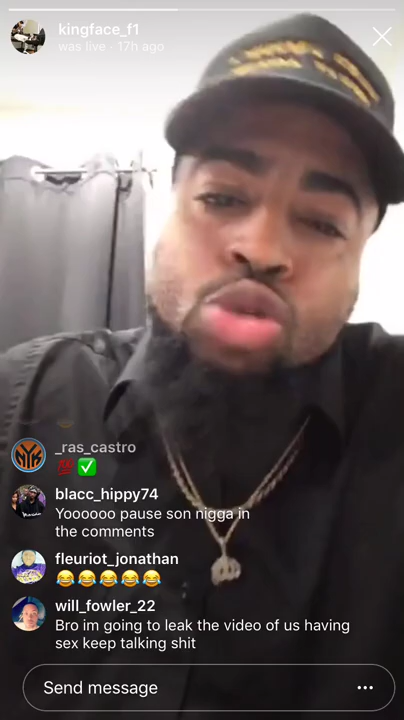 kingface_f1
was live · 17h ago
_ras_castro
💯✅
blacc_hippy74
Yoooooo pause son nigga in
the comments
fleuriot_jonathan
😂😂😂😂😂
will_fowler_22
Bro im going to leak the video of us having
sex keep talking shit
Send message